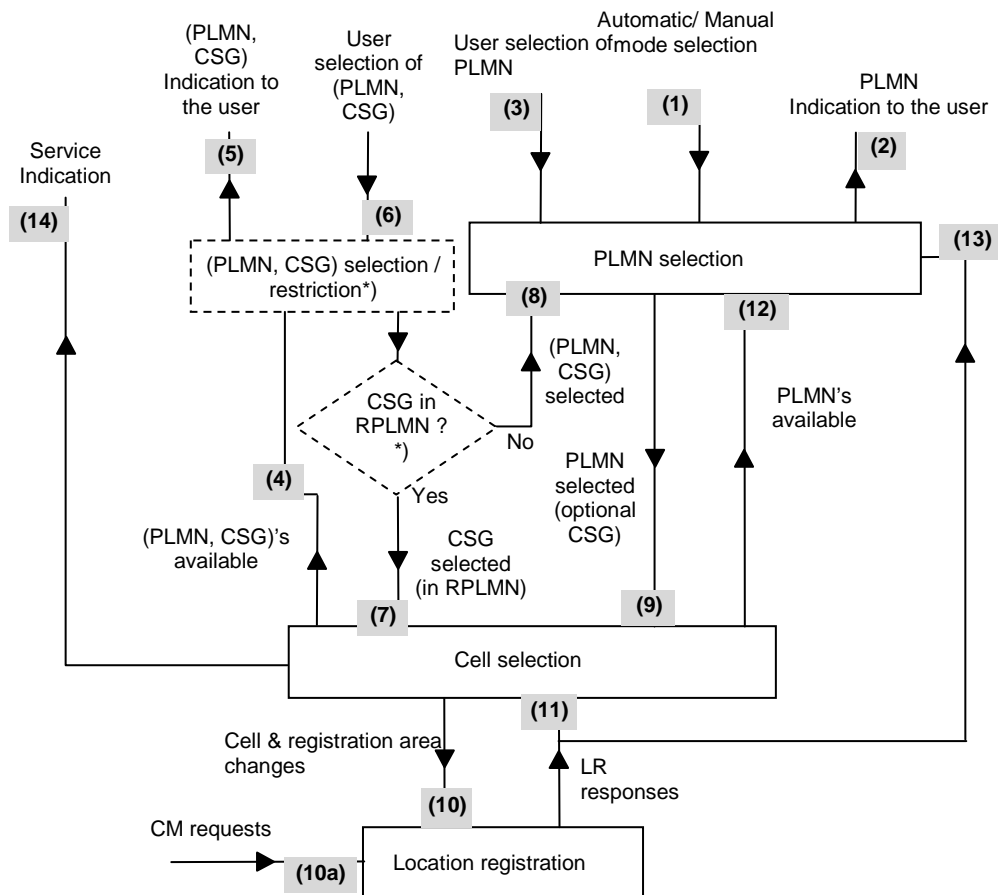 (PLMN,
CSG)
Indication to
the user
User
selection of
(PLMN,
CSG)
User selection of
PLMN
Automatic/ Manual
mode selection
PLMN
Indication to the user
(3)
(1)
(2)
(5)
Service
Indication
(14)
(6)
(13)
(PLMN, CSG) selection /
restriction*)
PLMN selection
(8)
(12)
(PLMN,
CSG)
selected
CSG in
RPLMN ?
*)
No
PLMN's
available
(4)
Yes
PLMN
selected
(optional
CSG)
(PLMN, CSG)'s
available
CSG
selected
(in RPLMN)
(7)
(9)
Cell selection
(11)
Cell & registration area
changes
LR
responses
(10)
CM requests
(10a)
Location registration